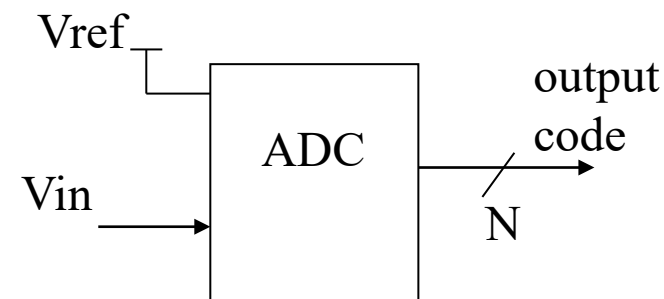 Vref
output
code
ADC
Vin
N